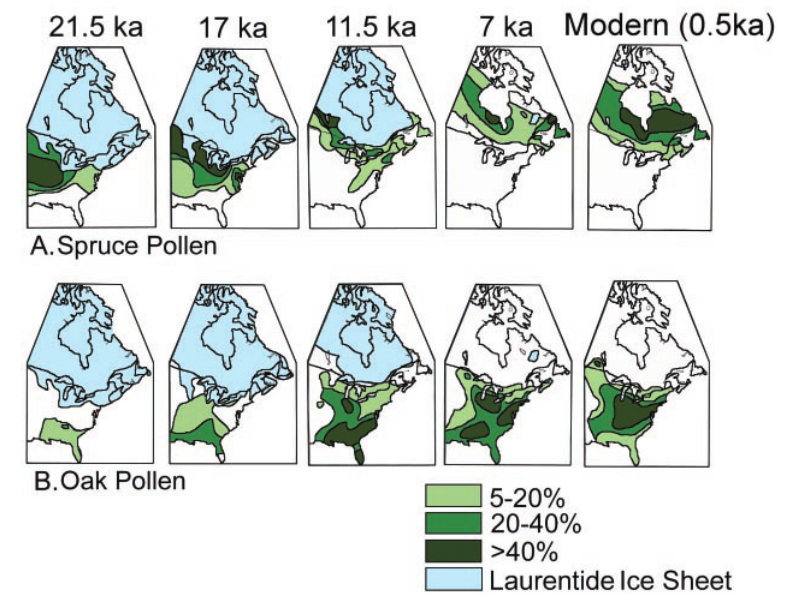 21.5 ka 17 ka 11.5 ka 7 ka Modern (0.5ka)
A.Spruce Pollen
B.Oak Pollen
5-20%
20-40%
>40%
Laurentide Ice Sheet